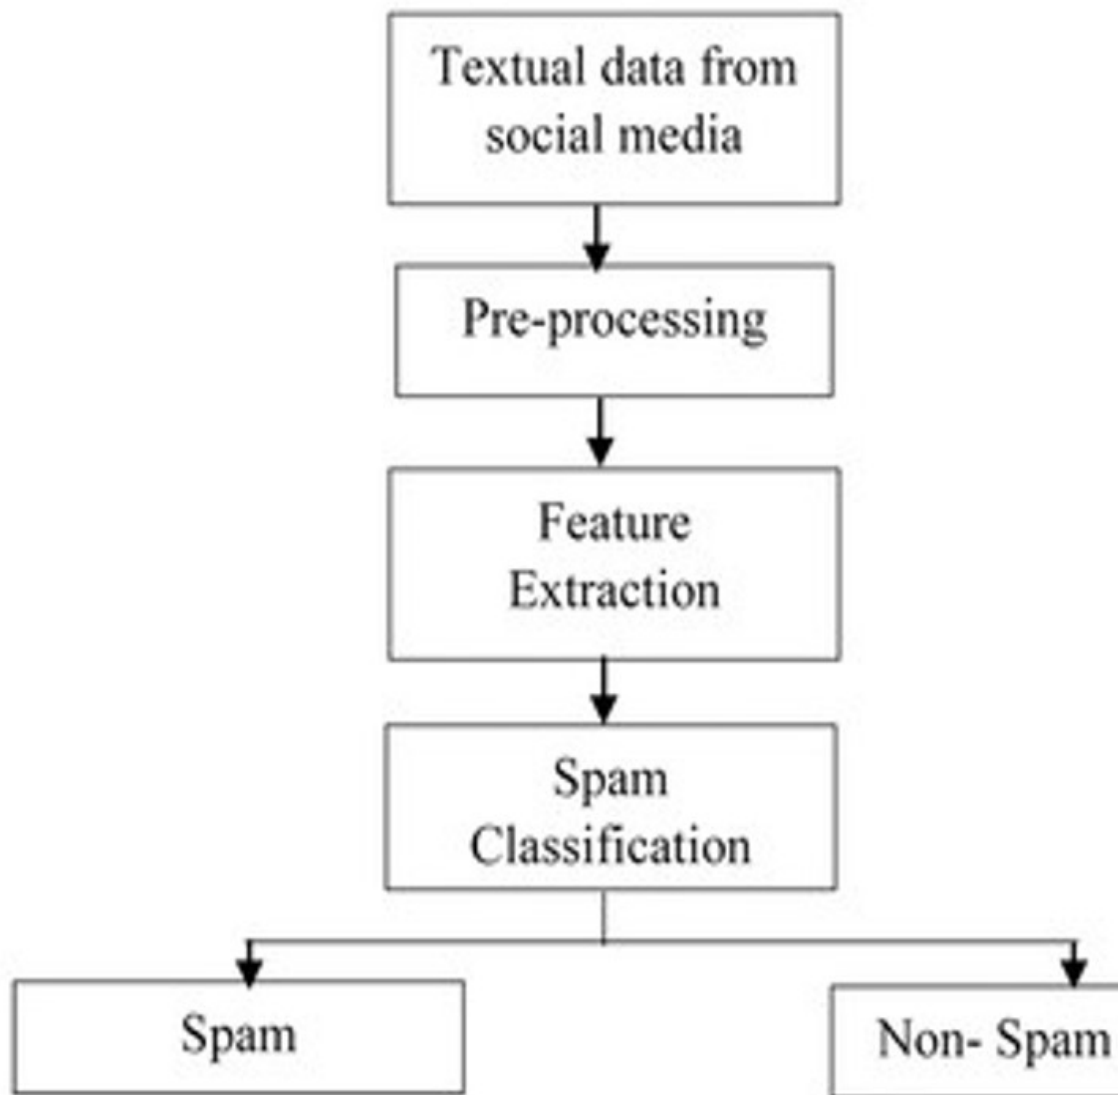 Textual data from
social media
Pre-processing
Feature
Extraction
Spam
Classification
Spam
Non- Spam